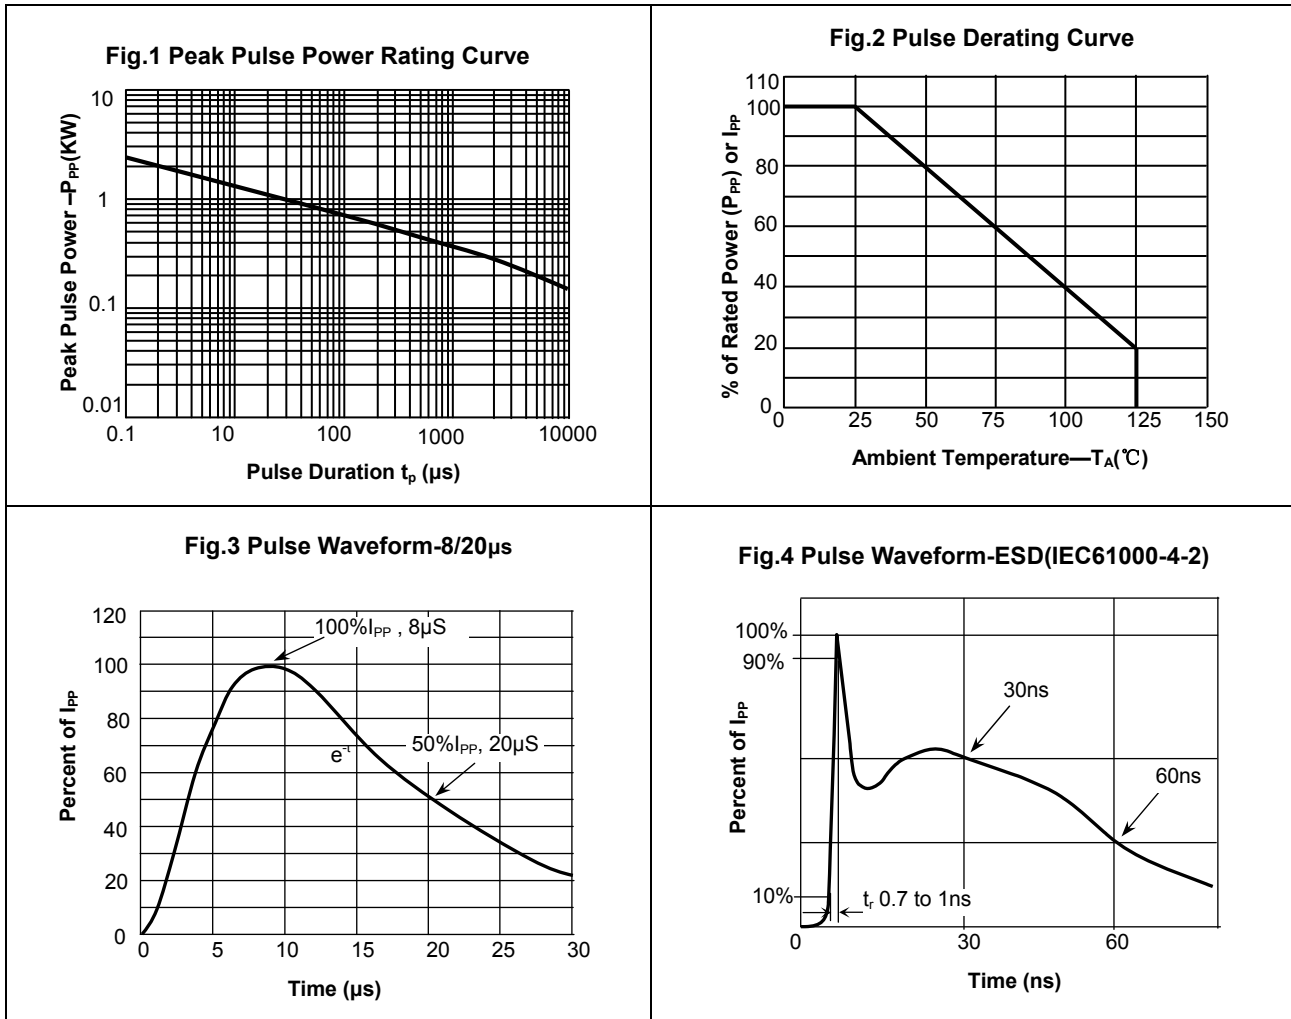 Fig.1 Peak Pulse Power Rating Curve
Peak Pulse Power –PPP(KW)
10
1
0.1
0.01
0.1 10 100 1000 10000
Pulse Duration tp (µs)
Fig.2 Pulse Derating Curve
% of Rated Power (PPP) or IPP
110
100
80
60
40
20
0
0 25 50 75 100 125 150
Ambient Temperature—TA(℃)
Fig.3 Pulse Waveform-8/20µs
Percent of IPP
120
100
80
60
40
20
0
100%IPP , 8µS
50%IPP, 20µS
e-t
0 5 10 15 20 25 30
Time (µs)
Fig.4 Pulse Waveform-ESD(IEC61000-4-2)
Percent of IPP
100%
90%
10%
30ns
60ns
tr 0.7 to 1ns
0 30 60
Time (ns)